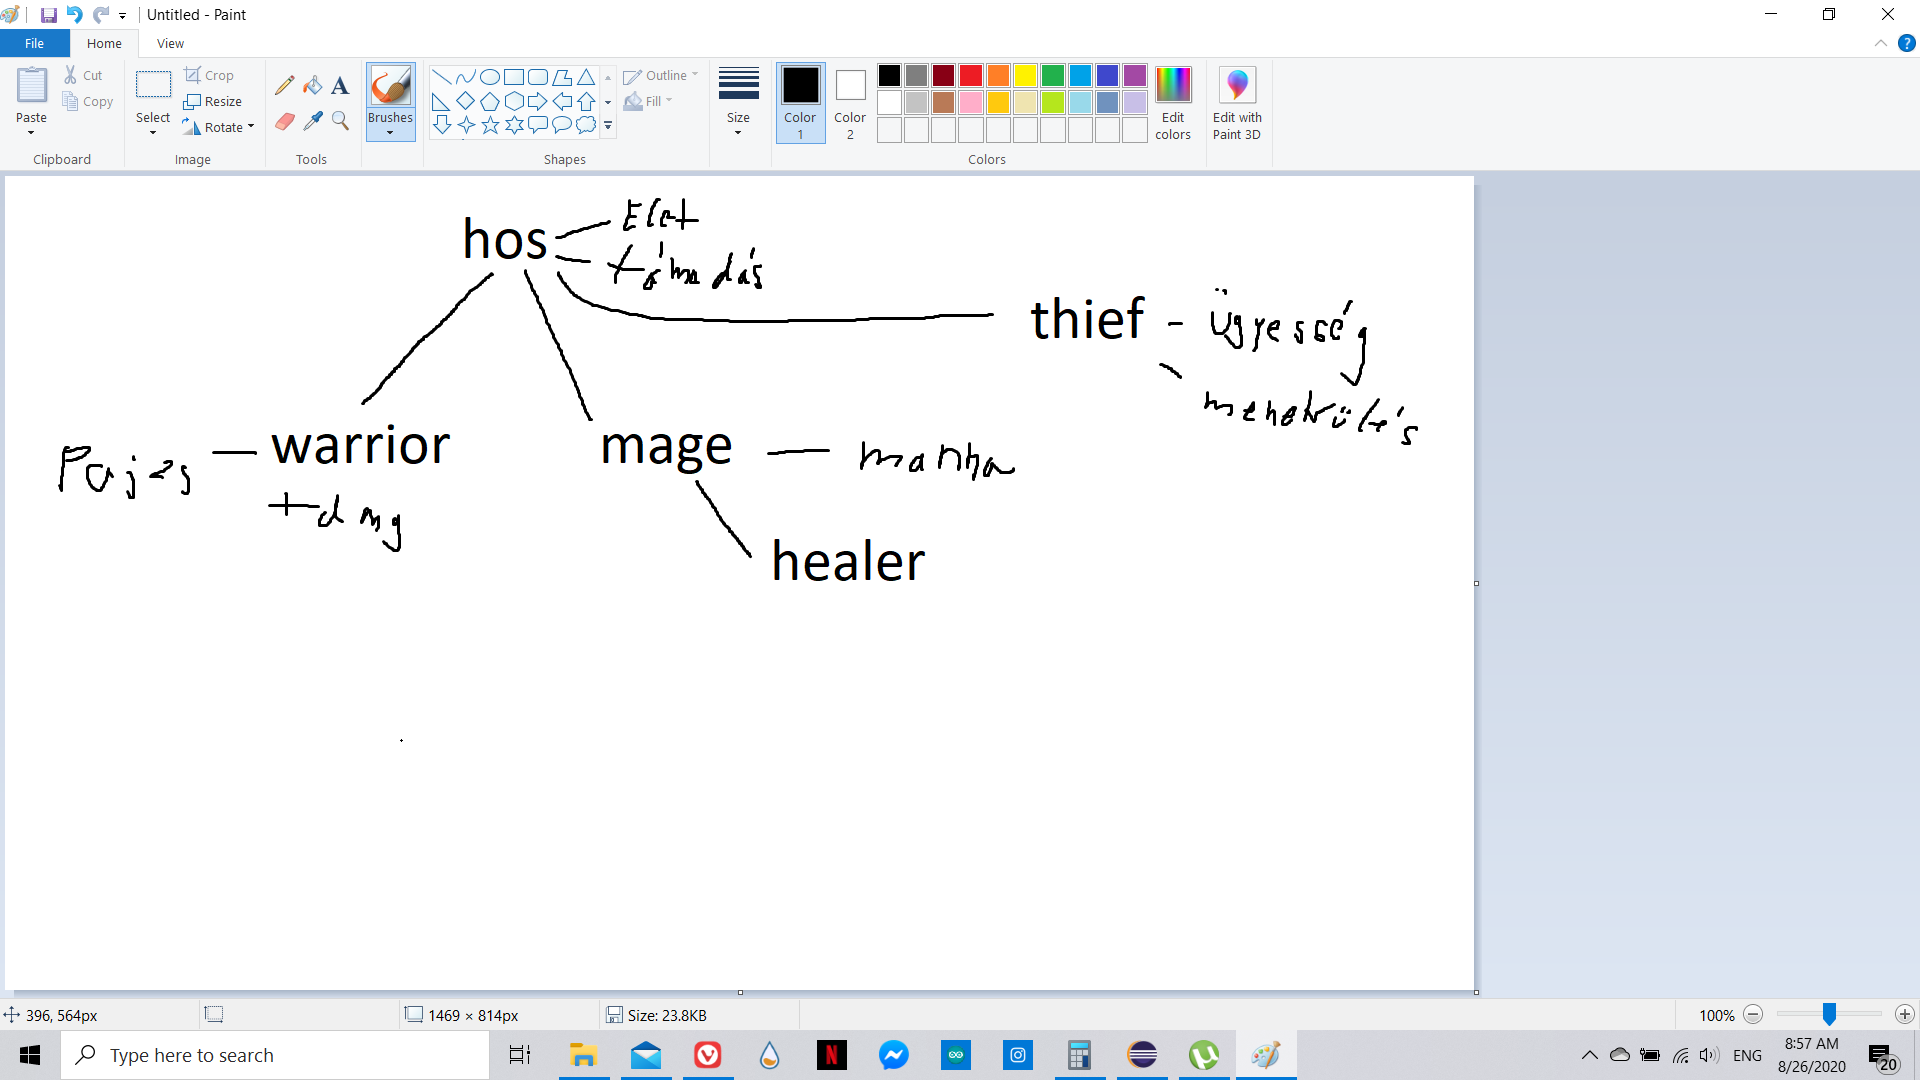 Untitled - Paint
File
Home
View
Paste
Cut
Copy
Clipboard
Select
Crop
Resize
Rotate
Image
A
Tools
Brushes
Shapes
Outline
Fill
Size
Color 1
Color 2
Colors
Edit colors
Edit with Paint 3D
hos
Elet
támadás
thief - ügyesség
warrior
Pajzs
+dmg
mage
manha
healer
396, 564px
1469 × 814px
Size: 23.8KB
100%
Type here to search
N
ENG
8:57 AM
8/26/2020
20